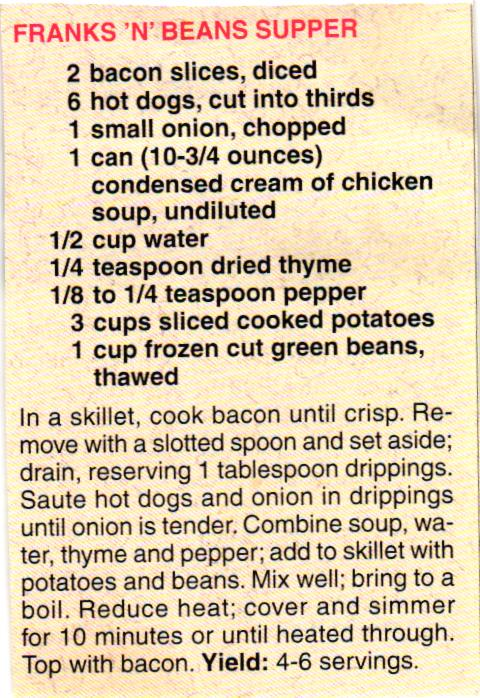 FRANKS 'N' BEANS SUPPER
2 bacon slices, diced
6 hot dogs, cut into thirds
1 small onion, chopped
1 can (10-3/4 ounces)
condensed cream of chicken
soup, undiluted
1/2 cup water
1/4 teaspoon dried thyme
1/8 to 1/4 teaspoon pepper
3 cups sliced cooked potatoes
1 cup frozen cut green beans,
thawed
In a skillet, cook bacon until crisp. Re-
move with a slotted spoon and set aside;
drain, reserving 1 tablespoon drippings.
Saute hot dogs and onion in drippings
until onion is tender. Combine soup, wa-
ter, thyme and pepper; add to skillet with
potatoes and beans. Mix well; bring to a
boil. Reduce heat; cover and simmer
for 10 minutes or until heated through.
Top with bacon. Yield: 4-6 servings.